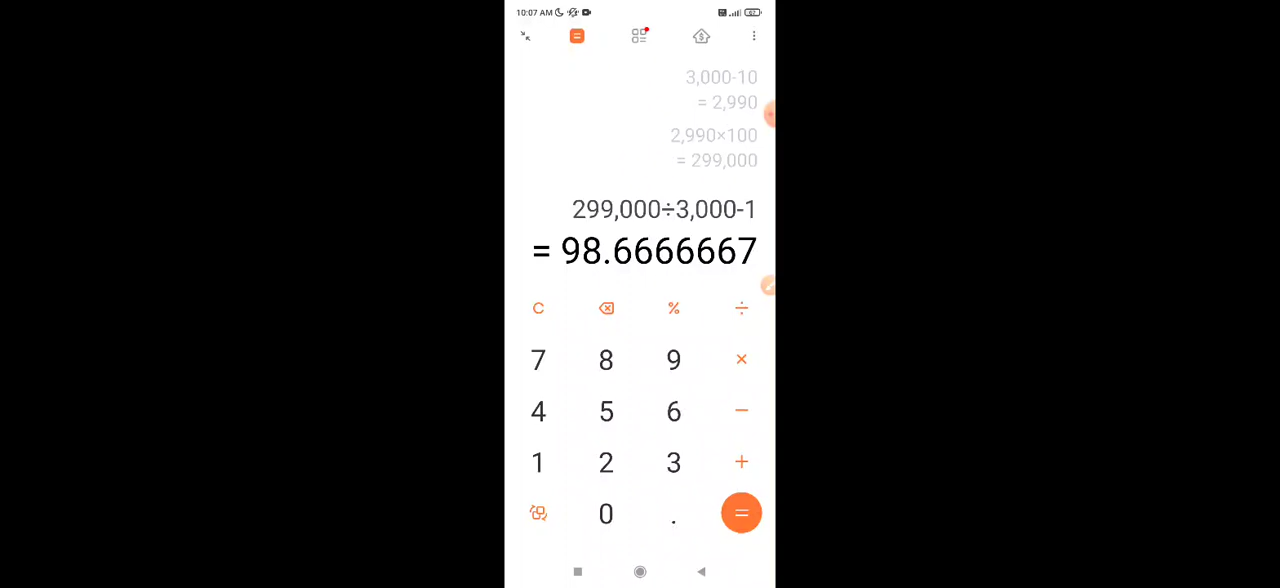 10:07 AM
67
3,000-10
= 2,990
2,990×100
= 299,000
299,000÷3,000-1
= 98.6666667
C % ÷
7 8 9 ×
4 5 6 −
1 2 3 +
0 . =